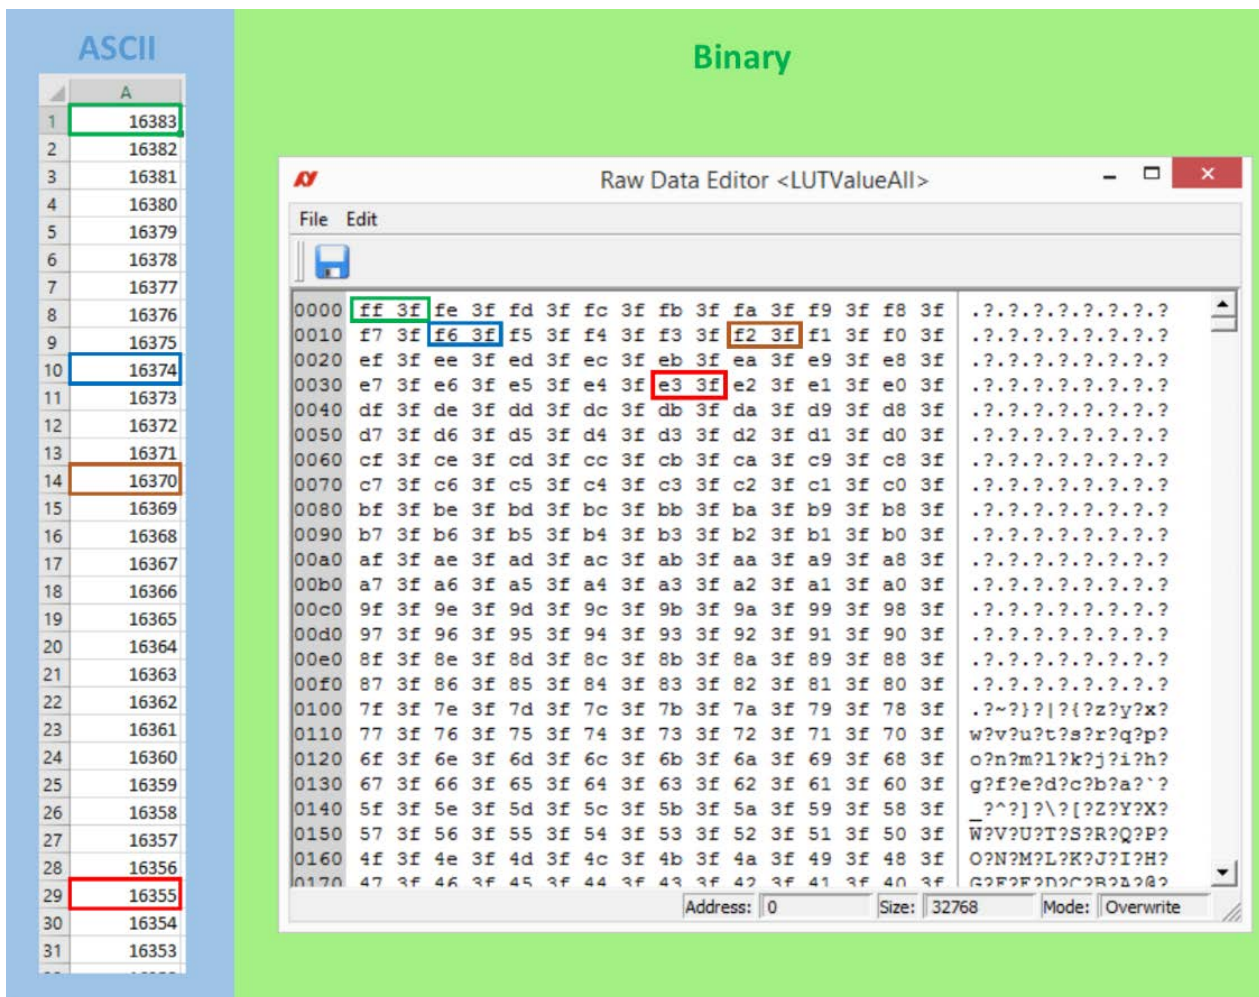 ASCII
A
1 16383
2 16382
3 16381
4 16380
5 16379
6 16378
7 16377
8 16376
9 16375
10 16374
11 16373
12 16372
13 16371
14 16370
15 16369
16 16368
17 16367
18 16366
19 16365
20 16364
21 16363
22 16362
23 16361
24 16360
25 16359
26 16358
27 16357
28 16356
29 16355
30 16354
31 16353
Binary
Raw Data Editor <LUTValueAll>
File Edit
0000 ff 3f fe 3f fd 3f fc 3f fb 3f fa 3f f9 3f f8 3f .?.?.?.?.?.?.?.?
0010 f7 3f f6 3f f5 3f f4 3f f3 3f f2 3f f1 3f f0 3f .?.?.?.?.?.?.?.?
0020 ef 3f ee 3f ed 3f ec 3f eb 3f ea 3f e9 3f e8 3f .?.?.?.?.?.?.?.?
0030 e7 3f e6 3f e5 3f e4 3f e3 3f e2 3f e1 3f e0 3f .?.?.?.?.?.?.?.?
0040 df 3f de 3f dd 3f dc 3f db 3f da 3f d9 3f d8 3f .?.?.?.?.?.?.?.?
0050 d7 3f d6 3f d5 3f d4 3f d3 3f d2 3f d1 3f d0 3f .?.?.?.?.?.?.?.?
0060 cf 3f ce 3f cd 3f cc 3f cb 3f ca 3f c9 3f c8 3f .?.?.?.?.?.?.?.?
0070 c7 3f c6 3f c5 3f c4 3f c3 3f c2 3f c1 3f c0 3f .?.?.?.?.?.?.?.?
0080 bf 3f be 3f bd 3f bc 3f bb 3f ba 3f b9 3f b8 3f .?.?.?.?.?.?.?.?
0090 b7 3f b6 3f b5 3f b4 3f b3 3f b2 3f b1 3f b0 3f .?.?.?.?.?.?.?.?
00a0 af 3f ae 3f ad 3f ac 3f ab 3f aa 3f a9 3f a8 3f .?.?.?.?.?.?.?.?
00b0 a7 3f a6 3f a5 3f a4 3f a3 3f a2 3f a1 3f a0 3f .?.?.?.?.?.?.?.?
00c0 9f 3f 9e 3f 9d 3f 9c 3f 9b 3f 9a 3f 99 3f 98 3f .?.?.?.?.?.?.?.?
00d0 97 3f 96 3f 95 3f 94 3f 93 3f 92 3f 91 3f 90 3f .?.?.?.?.?.?.?.?
00e0 8f 3f 8e 3f 8d 3f 8c 3f 8b 3f 8a 3f 89 3f 88 3f .?.?.?.?.?.?.?.?
00f0 87 3f 86 3f 85 3f 84 3f 83 3f 82 3f 81 3f 80 3f .?.?.?.?.?.?.?.?
0100 7f 3f 7e 3f 7d 3f 7c 3f 7b 3f 7a 3f 79 3f 78 3f .?~?}?|?{?z?y?x?
0110 77 3f 76 3f 75 3f 74 3f 73 3f 72 3f 71 3f 70 3f w?v?u?t?s?r?q?p?
0120 6f 3f 6e 3f 6d 3f 6c 3f 6b 3f 6a 3f 69 3f 68 3f o?n?m?l?k?j?i?h?
0130 67 3f 66 3f 65 3f 64 3f 63 3f 62 3f 61 3f 60 3f g?f?e?d?c?b?a?`?
0140 5f 3f 5e 3f 5d 3f 5c 3f 5b 3f 5a 3f 59 3f 58 3f _?^?]?\?[?Z?Y?X?
0150 57 3f 56 3f 55 3f 54 3f 53 3f 52 3f 51 3f 50 3f W?V?U?T?S?R?Q?P?
0160 4f 3f 4e 3f 4d 3f 4c 3f 4b 3f 4a 3f 49 3f 48 3f O?N?M?L?K?J?I?H?
0170 47 3f 46 3f 45 3f 44 3f 43 3f 42 3f 41 3f 40 3f G?F?E?D?C?B?A?@?
Address: 0 Size: 32768 Mode: Overwrite